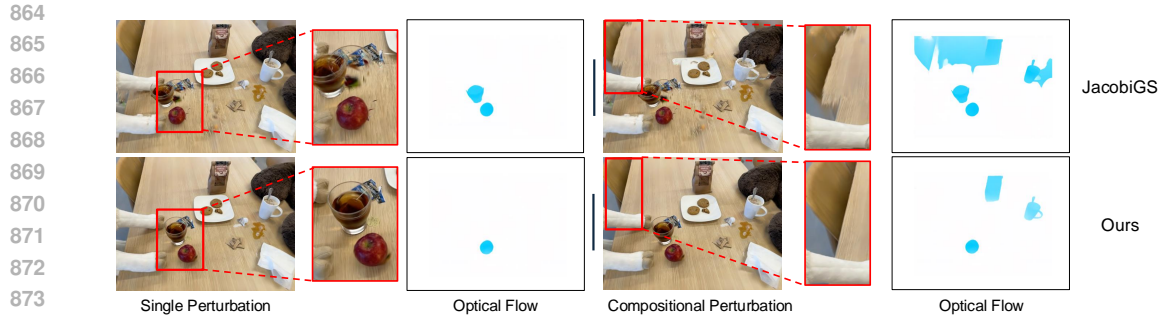 864
865
866
867
868
869
870
871
872
873
JacobiGS
Ours
Single Perturbation
Optical Flow
Compositional Perturbation
Optical Flow